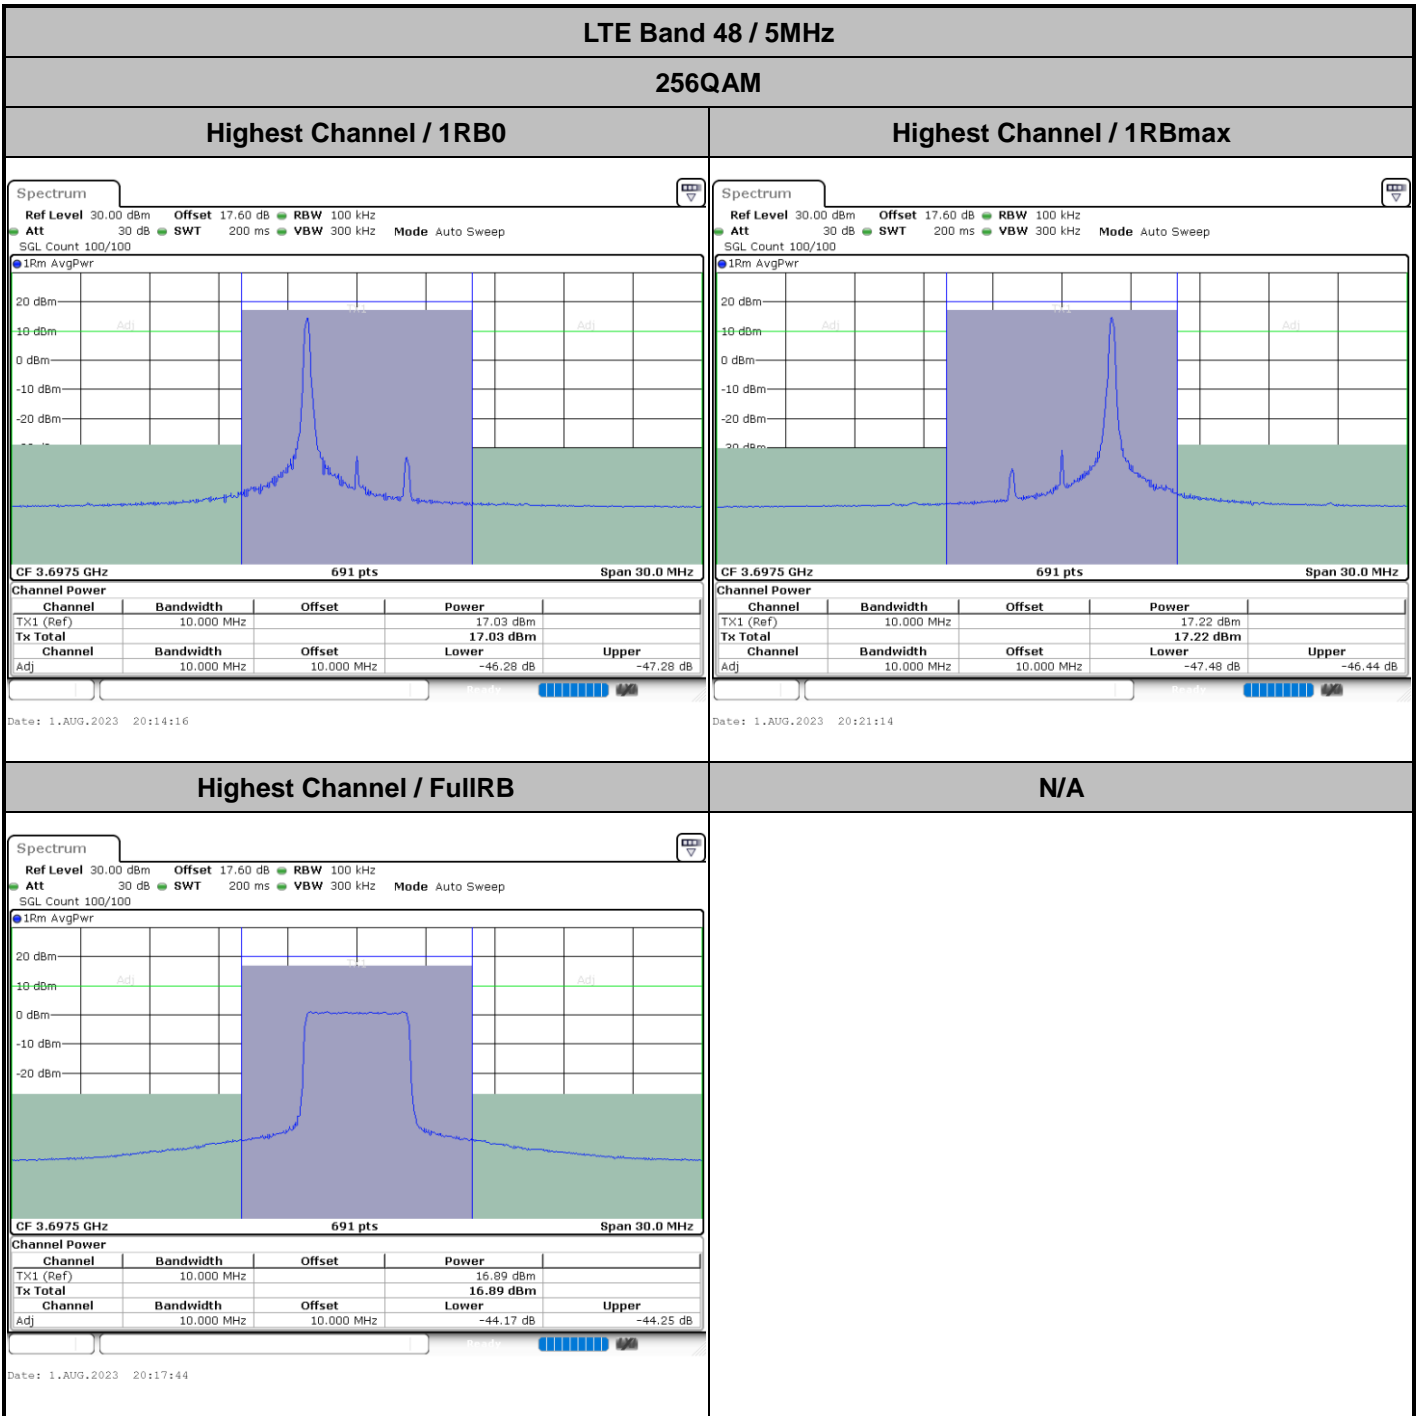 LTE Band 48 / 5MHz
256QAM
Highest Channel / 1RB0
Highest Channel / 1RBmax
Spectrum
Ref Level 30.00 dBm Offset 17.60 dB RBW 100 kHz
Att 30 dB SWT 200 ms VBW 300 kHz Mode Auto Sweep
SGL Count 100/100
1Rm AvgPwr
TX1
20 dBm
Adj
Adj
10 dBm
0 dBm
-10 dBm
-20 dBm
CF 3.6975 GHz 691 pts Span 30.0 MHz
Channel Power
Channel Bandwidth Offset Power
TX1 (Ref) 10.000 MHz 17.03 dBm
Tx Total 17.03 dBm
Channel Bandwidth Offset Lower Upper
Adj 10.000 MHz 10.000 MHz -46.28 dB -47.28 dB
Ready
Date: 1.AUG.2023 20:14:16
Spectrum
Ref Level 30.00 dBm Offset 17.60 dB RBW 100 kHz
Att 30 dB SWT 200 ms VBW 300 kHz Mode Auto Sweep
SGL Count 100/100
1Rm AvgPwr
TX1
20 dBm
Adj
Adj
10 dBm
0 dBm
-10 dBm
-20 dBm
CF 3.6975 GHz 691 pts Span 30.0 MHz
Channel Power
Channel Bandwidth Offset Power
TX1 (Ref) 10.000 MHz 17.22 dBm
Tx Total 17.22 dBm
Channel Bandwidth Offset Lower Upper
Adj 10.000 MHz 10.000 MHz -47.48 dB -46.44 dB
Ready
Date: 1.AUG.2023 20:21:14
Highest Channel / FullRB
N/A
Spectrum
Ref Level 30.00 dBm Offset 17.60 dB RBW 100 kHz
Att 30 dB SWT 200 ms VBW 300 kHz Mode Auto Sweep
SGL Count 100/100
1Rm AvgPwr
TX1
20 dBm
Adj
Adj
10 dBm
0 dBm
-10 dBm
-20 dBm
CF 3.6975 GHz 691 pts Span 30.0 MHz
Channel Power
Channel Bandwidth Offset Power
TX1 (Ref) 10.000 MHz 16.89 dBm
Tx Total 16.89 dBm
Channel Bandwidth Offset Lower Upper
Adj 10.000 MHz 10.000 MHz -44.17 dB -44.25 dB
Ready
Date: 1.AUG.2023 20:17:44